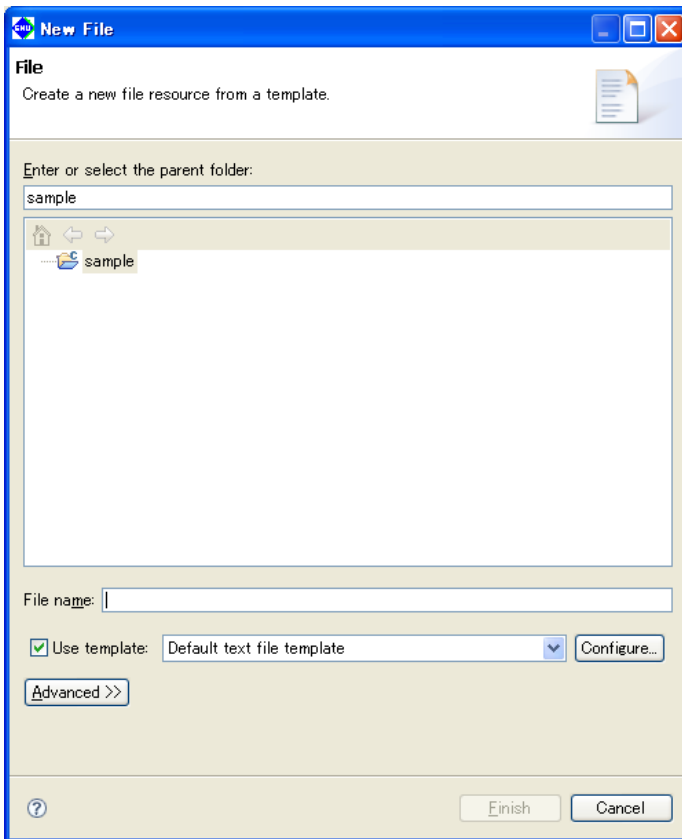 New File
File
Create a new file resource from a template.
Enter or select the parent folder:
sample
sample
File name:
Use template: Default text file template Configure...
Advanced >>
Finish Cancel